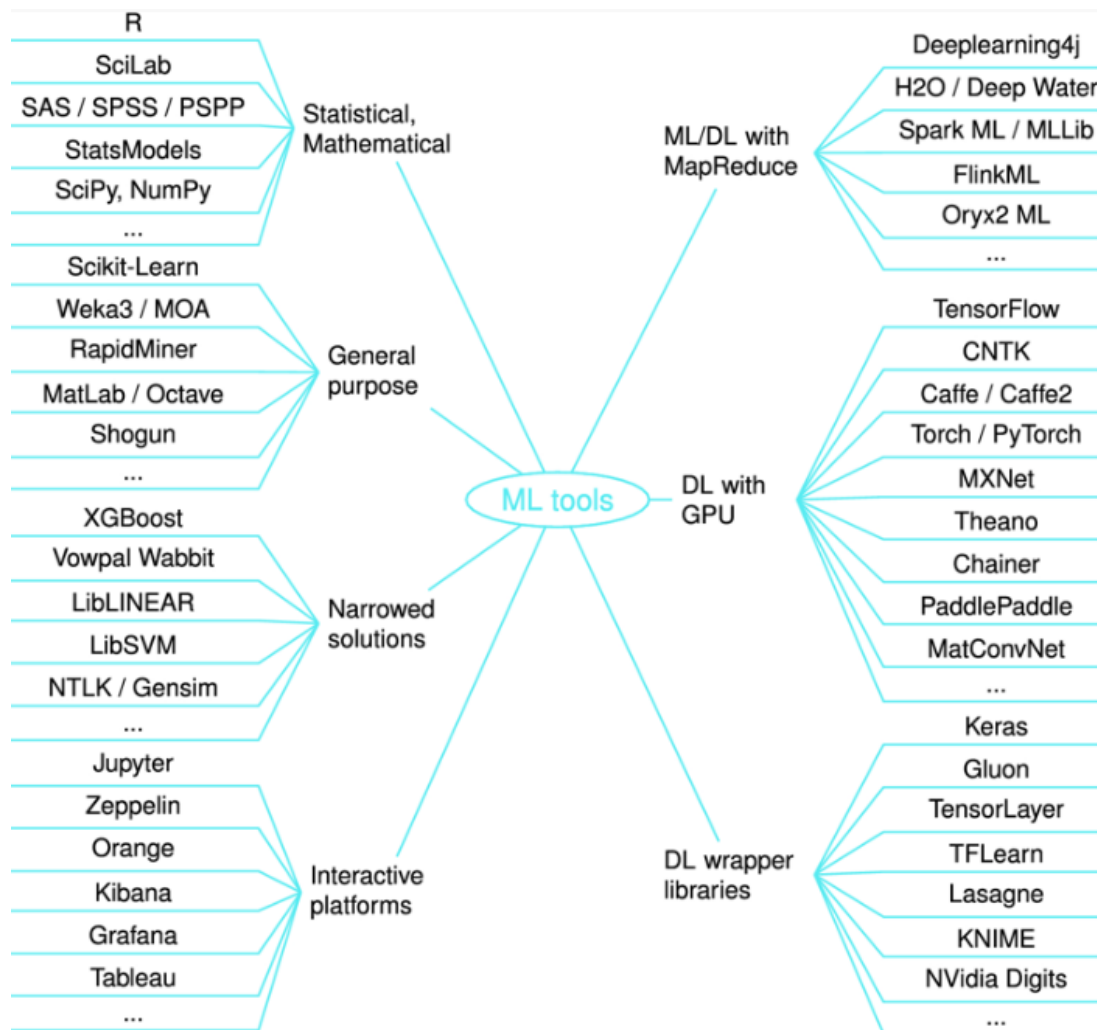 R
SciLab
SAS / SPSS / PSPP
StatsModels
SciPy, NumPy
...
Statistical,
Mathematical
Scikit-Learn
Weka3 / MOA
RapidMiner
MatLab / Octave
Shogun
...
General
purpose
XGBoost
Vowpal Wabbit
LibLINEAR
LibSVM
NTLK / Gensim
...
Narrowed
solutions
Jupyter
Zeppelin
Orange
Kibana
Grafana
Tableau
...
Interactive
platforms
ML tools
ML/DL with
MapReduce
Deeplearning4j
H2O / Deep Water
Spark ML / MLLib
FlinkML
Oryx2 ML
...
DL with
GPU
TensorFlow
CNTK
Caffe / Caffe2
Torch / PyTorch
MXNet
Theano
Chainer
PaddlePaddle
MatConvNet
...
DL wrapper
libraries
Keras
Gluon
TensorLayer
TFLearn
Lasagne
KNIME
NVidia Digits
...